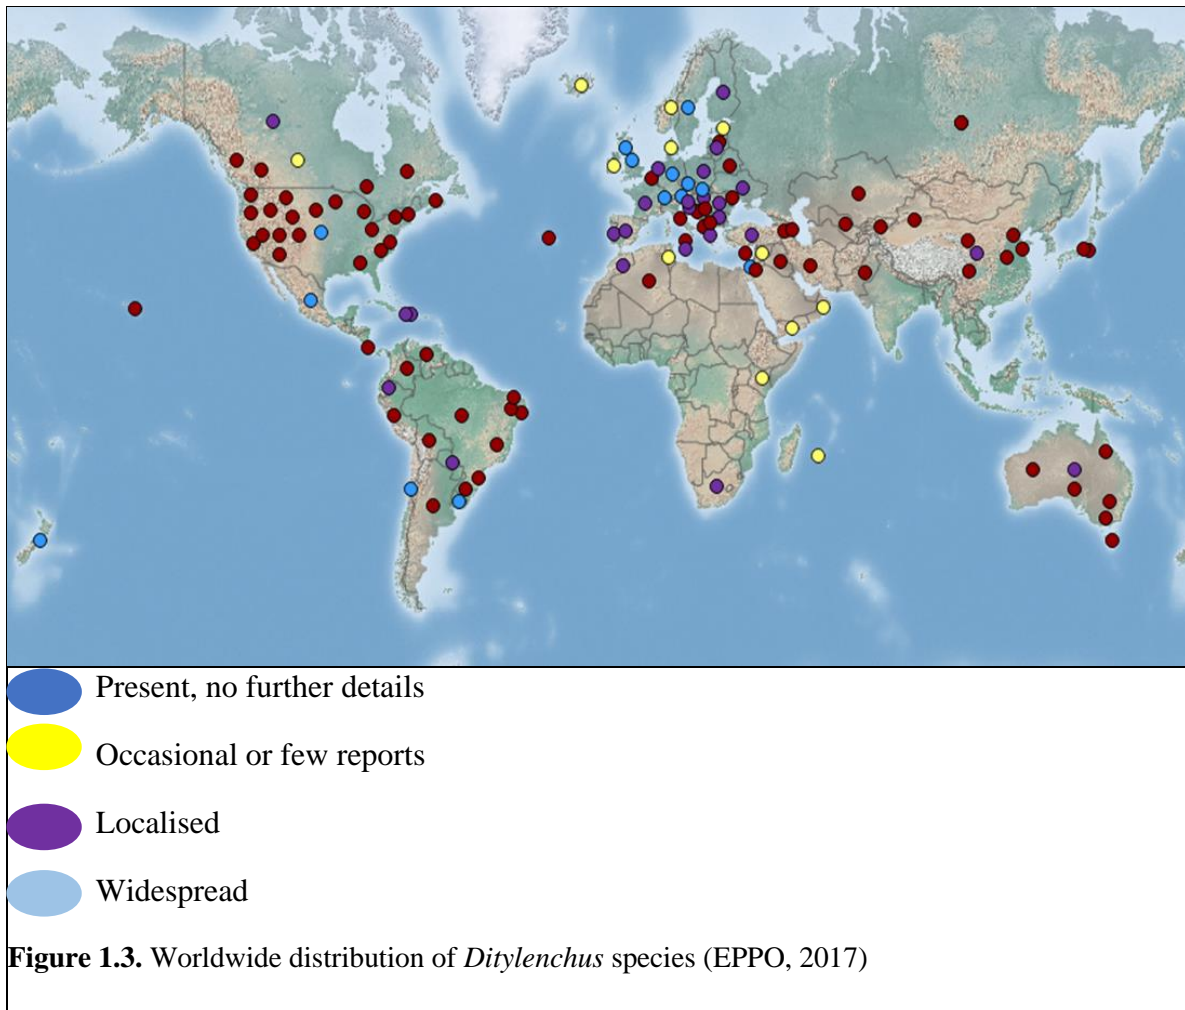 Present, no further details
Occasional or few reports
Localised
Widespread
Figure 1.3. Worldwide distribution of Ditylenchus species (EPPO, 2017)